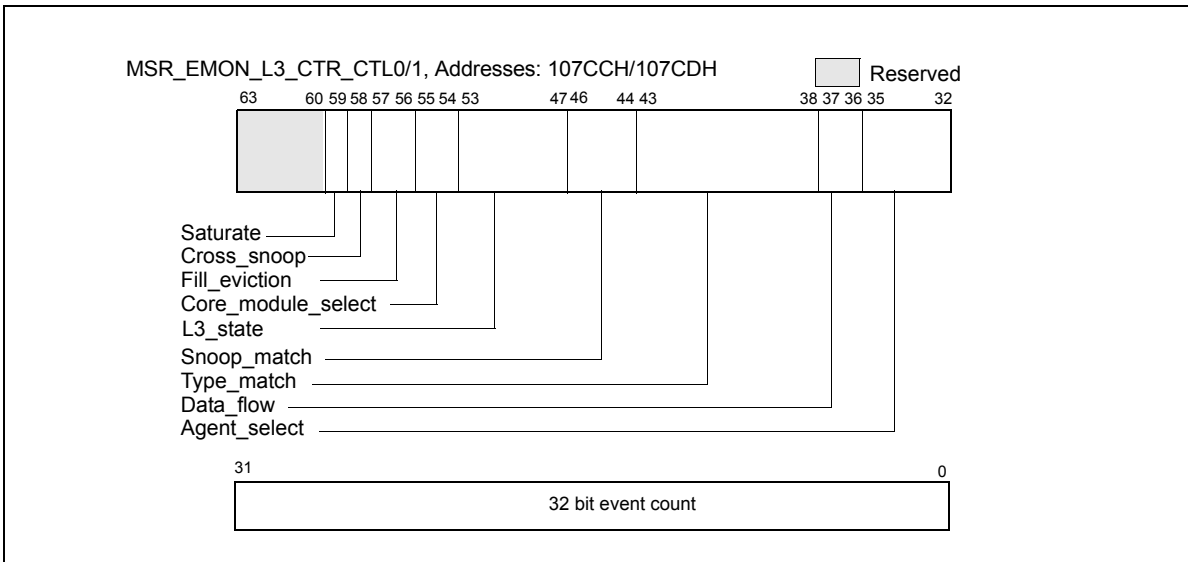 MSR_EMON_L3_CTR_CTL0/1, Addresses: 107CCH/107CDH
Reserved
63 60 59 58 57 56 55 54 53 47 46 44 43 38 37 36 35 32
Saturate
Cross_snoop
Fill_eviction
Core_module_select
L3_state
Snoop_match
Type_match
Data_flow
Agent_select
31 0
32 bit event count